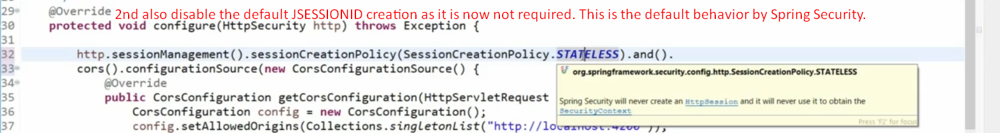 29 @Override 2nd also disable the default JSESSIONID creation as it is now not required. This is the default behavior by Spring Security.
30 protected void configure(HttpSecurity http) throws Exception {
31
32 http.sessionManagement().sessionCreationPolicy(SessionCreationPolicy.STATELESS).and().
33 cors().configurationSource(new CorsConfigurationSource() {
34 @Override
35 public CorsConfiguration getCorsConfiguration(HttpServletRequest
36 CorsConfiguration config = new CorsConfiguration();
37 config.setAllowedOrigins(Collections.singletonList("http://localhost:4200"));
org.springframework.security.config.http.SessionCreationPolicy.STATELESS
Spring Security will never create an HttpSession and it will never use it to obtain the
SecurityContext
Press 'F2' for focus